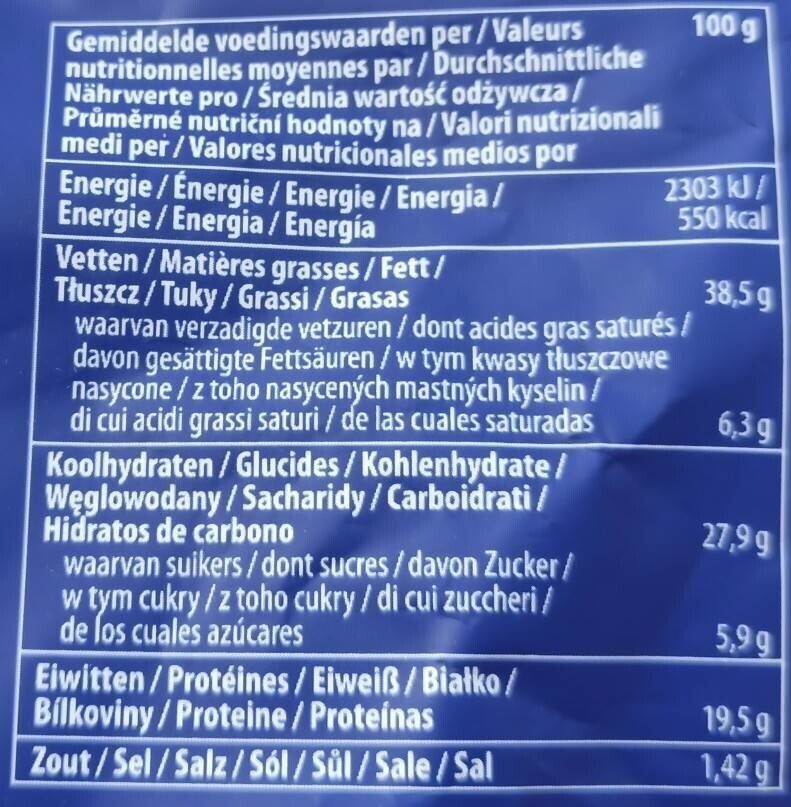 Gemiddelde voedingswaarden per / Valeurs 100 g
nutritionnelles moyennes par / Durchschnittliche
Nährwerte pro / Średnia wartość odżywcza /
Průměrné nutriční hodnoty na / Valori nutrizionali
medi per / Valores nutricionales medios por
Energie / Énergie / Energie / Energia / 2303 kJ /
Energie / Energia / Energía 550 kcal
Vetten / Matières grasses / Fett /
Tłuszcz / Tuky / Grassi / Grasas 38,5 g
waarvan verzadigde vetzuren / dont acides gras saturés /
davon gesättigte Fettsäuren / w tym kwasy tłuszczowe
nasycone / z toho nasycených mastných kyselin /
di cui acidi grassi saturi / de las cuales saturadas 6,3 g
Koolhydraten / Glucides / Kohlenhydrate /
Węglowodany / Sacharidy / Carboidrati /
Hidratos de carbono 27,9 g
waarvan suikers / dont sucres / davon Zucker /
w tym cukry / z toho cukry / di cui zuccheri /
de los cuales azúcares 5,9 g
Eiwitten / Protéines / Eiweiß / Białko /
Bílkoviny / Proteine / Proteínas 19,5 g
Zout / Sel / Salz / Sól / Sůl / Sale / Sal 1,42 g